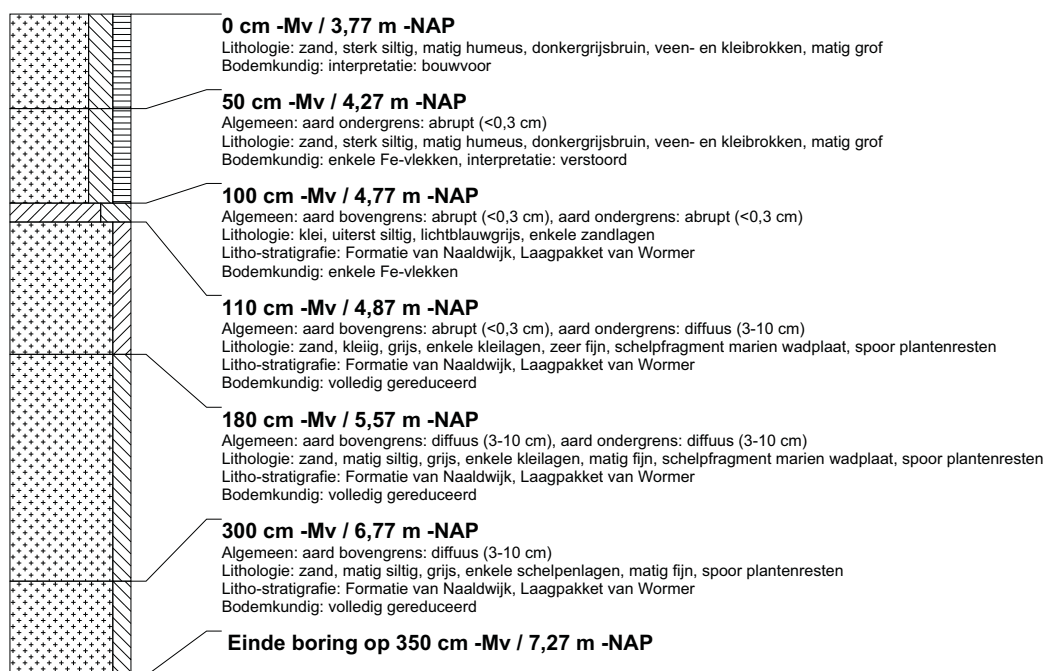 0 cm -Mv / 3,77 m -NAP
Lithologie: zand, sterk siltig, matig humeus, donkergrijsbruin, veen- en kleibrokken, matig grof
Bodemkundig: interpretatie: bouwvoor
50 cm -Mv / 4,27 m -NAP
Algemeen: aard ondergrens: abrupt (<0,3 cm)
Lithologie: zand, sterk siltig, matig humeus, donkergrijsbruin, veen- en kleibrokken, matig grof
Bodemkundig: enkele Fe-vlekken, interpretatie: verstoord
100 cm -Mv / 4,77 m -NAP
Algemeen: aard bovengrens: abrupt (<0,3 cm), aard ondergrens: abrupt (<0,3 cm)
Lithologie: klei, uiterst siltig, lichtblauwgrijs, enkele zandlagen
Litho-stratigrafie: Formatie van Naaldwijk, Laagpakket van Wormer
Bodemkundig: enkele Fe-vlekken
110 cm -Mv / 4,87 m -NAP
Algemeen: aard bovengrens: abrupt (<0,3 cm), aard ondergrens: diffuus (3-10 cm)
Lithologie: zand, kleiig, grijs, enkele kleilagen, zeer fijn, schelpfragment marien wadplaat, spoor plantenresten
Litho-stratigrafie: Formatie van Naaldwijk, Laagpakket van Wormer
Bodemkundig: volledig gereduceerd
180 cm -Mv / 5,57 m -NAP
Algemeen: aard bovengrens: diffuus (3-10 cm), aard ondergrens: diffuus (3-10 cm)
Lithologie: zand, matig siltig, grijs, enkele kleilagen, matig fijn, schelpfragment marien wadplaat, spoor plantenresten
Litho-stratigrafie: Formatie van Naaldwijk, Laagpakket van Wormer
Bodemkundig: volledig gereduceerd
300 cm -Mv / 6,77 m -NAP
Algemeen: aard bovengrens: diffuus (3-10 cm)
Lithologie: zand, matig siltig, grijs, enkele schelpenlagen, matig fijn, spoor plantenresten
Litho-stratigrafie: Formatie van Naaldwijk, Laagpakket van Wormer
Bodemkundig: volledig gereduceerd
Einde boring op 350 cm -Mv / 7,27 m -NAP